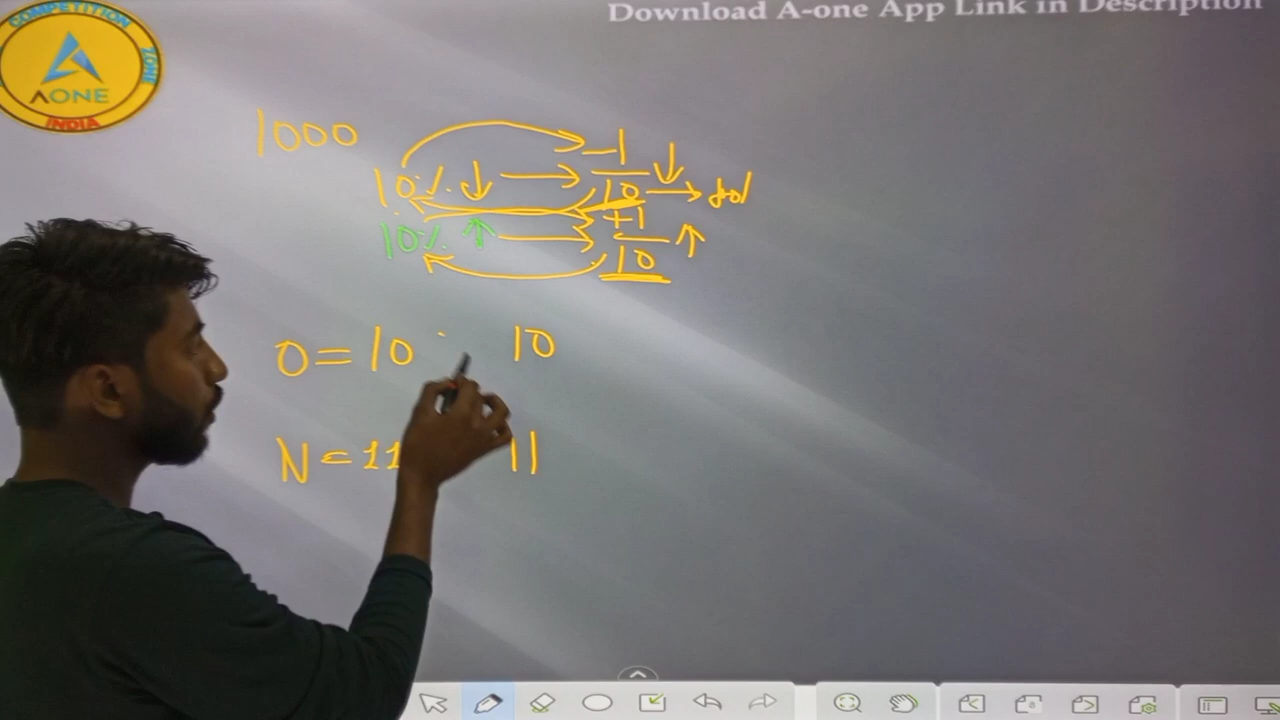 Download A-one App Link in Description
COMPETITION ZONE
AONE
INDIA
1000
10% ↓ → -1/10 ↓ →
10% ↑ → +1/10 ↑
O = 10 10
N = 11 11